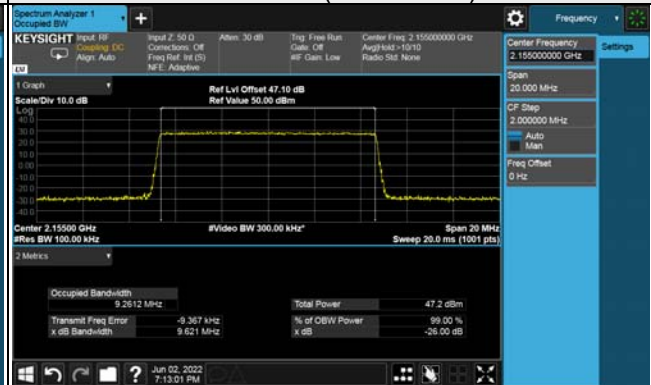 Spectrum Analyzer 1
Occupied BW
Frequency
KEYSIGHT
Input: RF
Coupling: DC
Align: Auto
Input Z: 50 Ω
Corrections: Off
Freq Ref: Int (S)
NFE: Adaptive
Atten: 30 dB
Trig: Free Run
Gate: Off
#IF Gain: Low
Center Freq: 2.155000000 GHz
Avg|Hold:>10/10
Radio Std: None
Center Frequency
2.155000000 GHz
Settings
Span
20.000 MHz
CF Step
2.000000 MHz
Auto
Man
Freq Offset
0 Hz
1 Graph
Scale/Div 10.0 dB
Ref Lvl Offset 47.10 dB
Ref Value 50.00 dBm
Log
40.0
30.0
20.0
10.0
0.00
-10.0
-20.0
-30.0
-40.0
Center 2.15500 GHz
#Res BW 100.00 kHz
#Video BW 300.00 kHz*
Span 20 MHz
Sweep 20.0 ms (1001 pts)
2 Metrics
Occupied Bandwidth
9.2612 MHz
Total Power
47.2 dBm
Transmit Freq Error
-9.367 kHz
% of OBW Power
99.00 %
x dB Bandwidth
9.621 MHz
x dB
-26.00 dB
?
Jun 02, 2022
7:13:01 PM